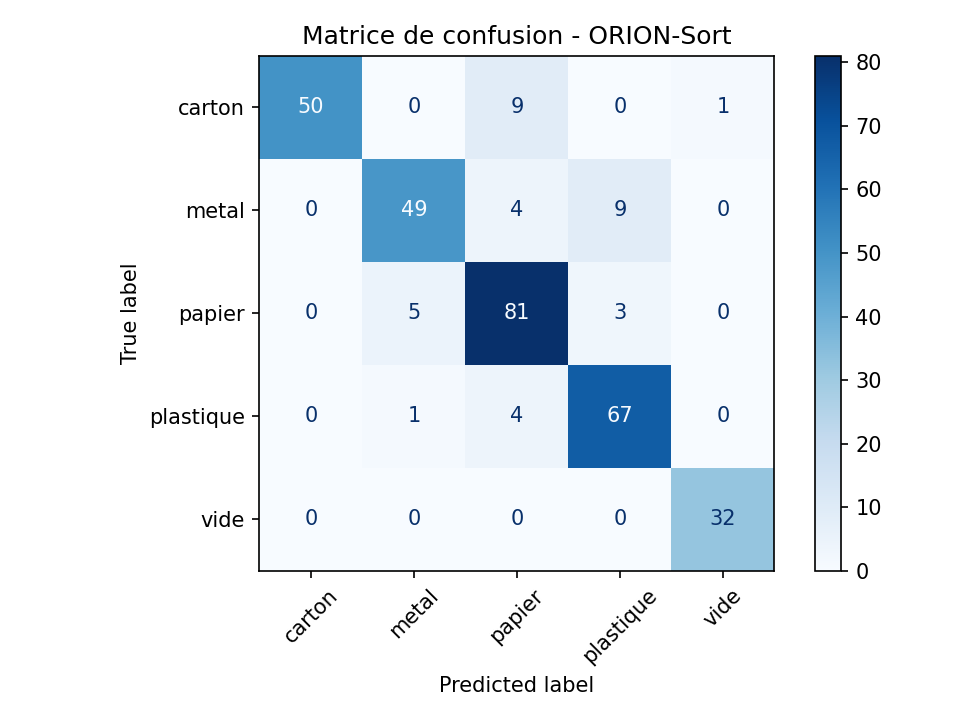 Matrice de confusion - ORION-Sort
carton 50 0 9 0 1
metal 0 49 4 9 0
papier 0 5 81 3 0
plastique 0 1 4 67 0
vide 0 0 0 0 32
carton metal papier plastique vide
Predicted label
True label
80
70
60
50
40
30
20
10
0